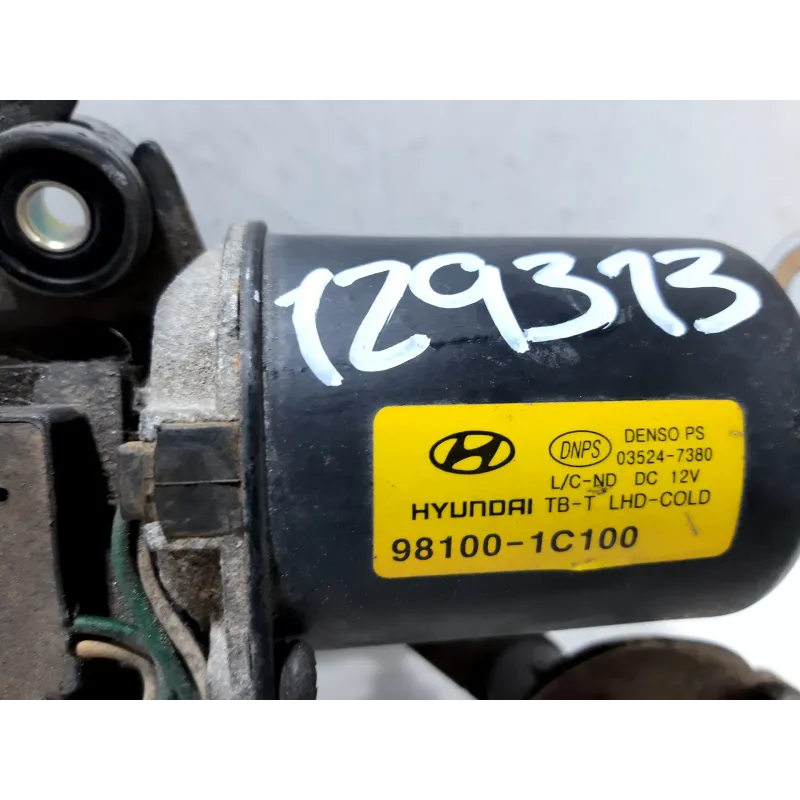 129313
DNPS
DENSO PS
03524-7380
L/C-ND DC 12V
HYUNDAI TB-T LHD-COLD
98100-1C100